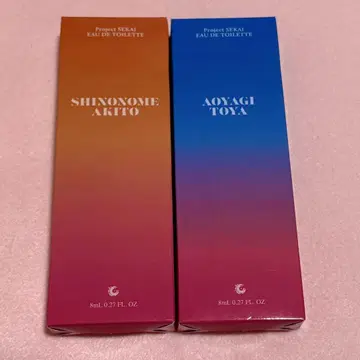 Project SEKAI
EAU DE TOILETTE
SHINONOME
AKITO
8mL 0.27 FL. OZ
Project SEKAI
EAU DE TOILETTE
AOYAGI
TOYA
8mL 0.27 FL. OZ